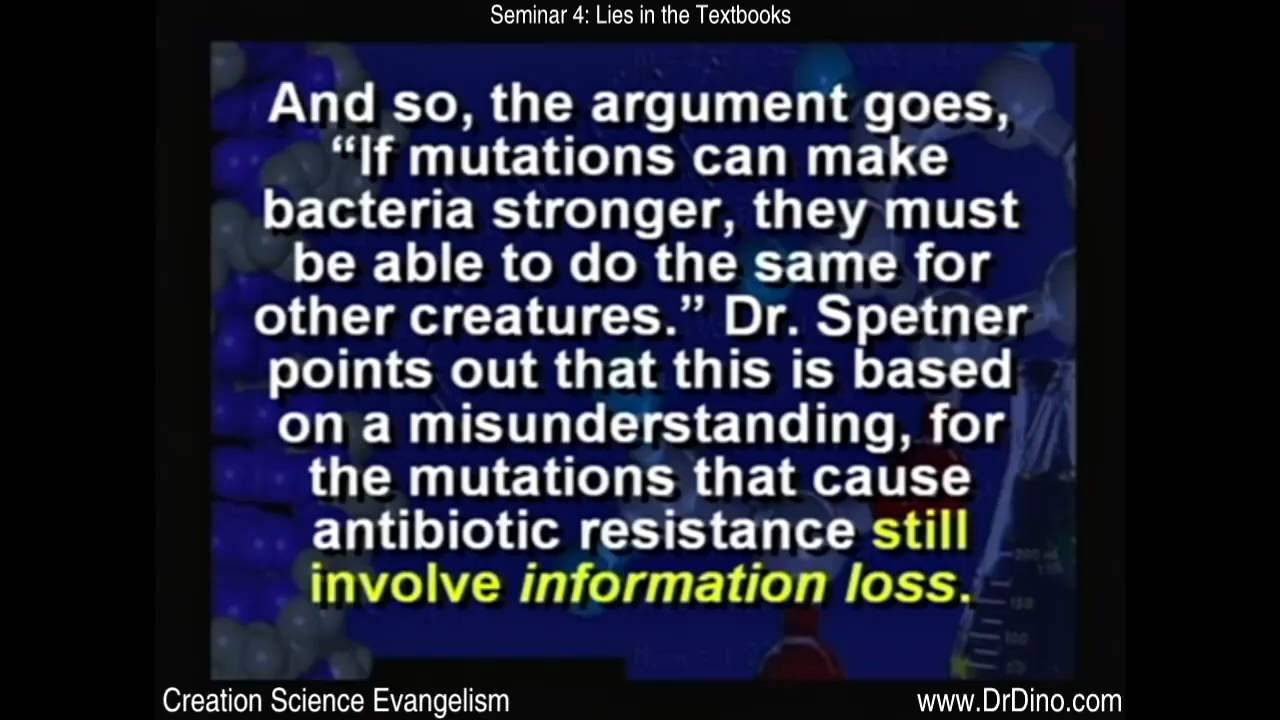 Seminar 4: Lies in the Textbooks
And so, the argument goes,
“If mutations can make
bacteria stronger, they must
be able to do the same for
other creatures.” Dr. Spetner
points out that this is based
on a misunderstanding, for
the mutations that cause
antibiotic resistance still
involve information loss.
Creation Science Evangelism
www.DrDino.com